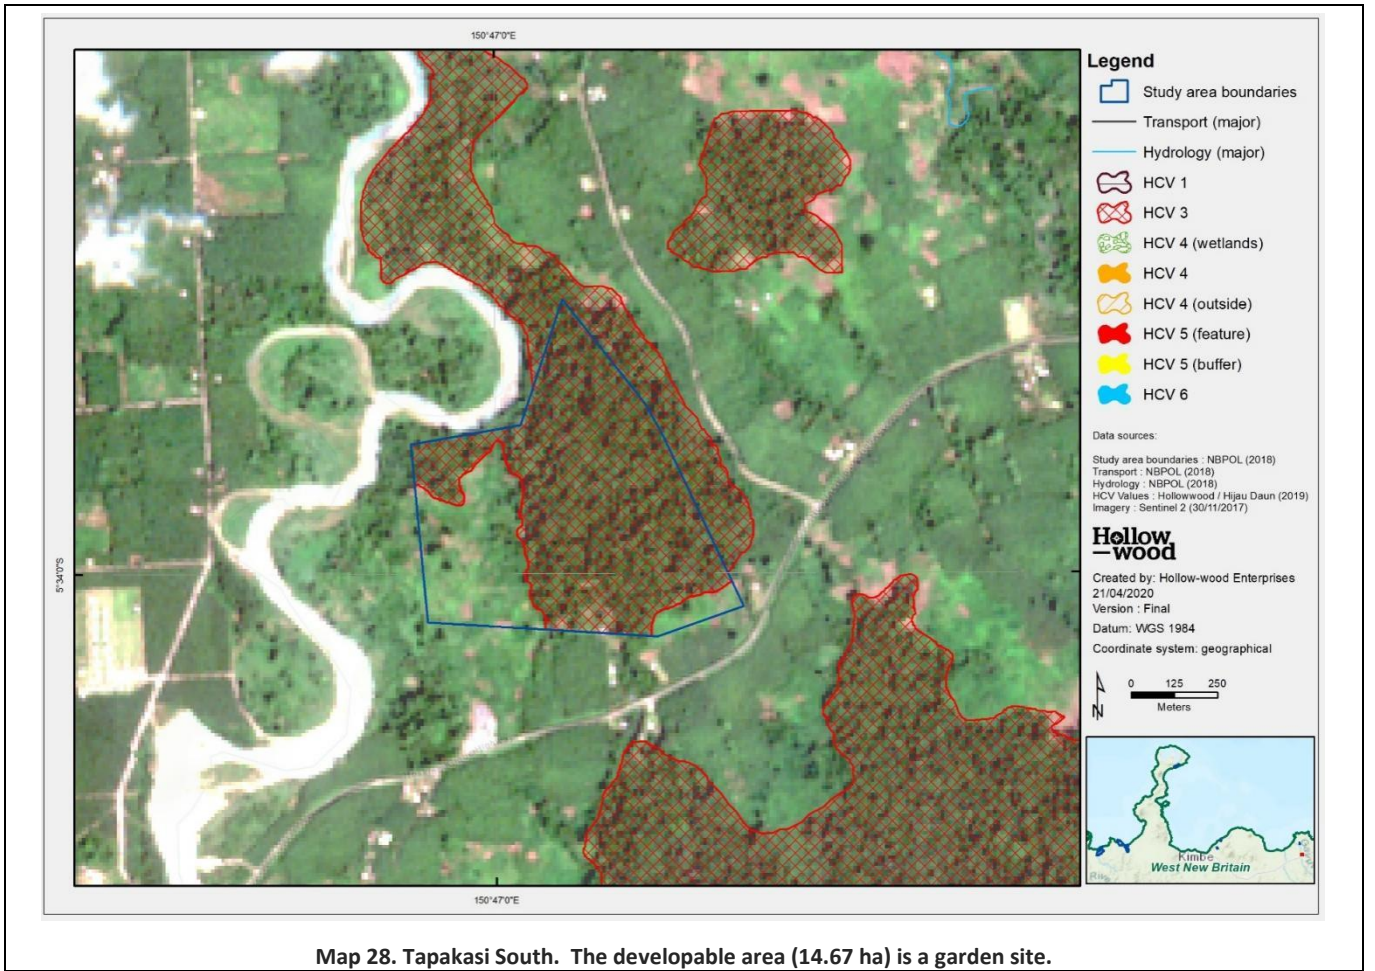 150°47'0"E
5°34'0"S
150°47'0"E
Legend
Study area boundaries
Transport (major)
Hydrology (major)
HCV 1
HCV 3
HCV 4 (wetlands)
HCV 4
HCV 4 (outside)
HCV 5 (feature)
HCV 5 (buffer)
HCV 6
Data sources:
Study area boundaries : NBPOL (2018)
Transport : NBPOL (2018)
Hydrology : NBPOL (2018)
HCV Values : Hollowwood / Hijau Daun (2019)
Imagery : Sentinel 2 (30/11/2017)
Hollow
–wood
Created by: Hollow-wood Enterprises
21/04/2020
Version : Final
Datum: WGS 1984
Coordinate system: geographical
N
0 125 250
Meters
Kimbe
West New Britain
Map 28. Tapakasi South. The developable area (14.67 ha) is a garden site.